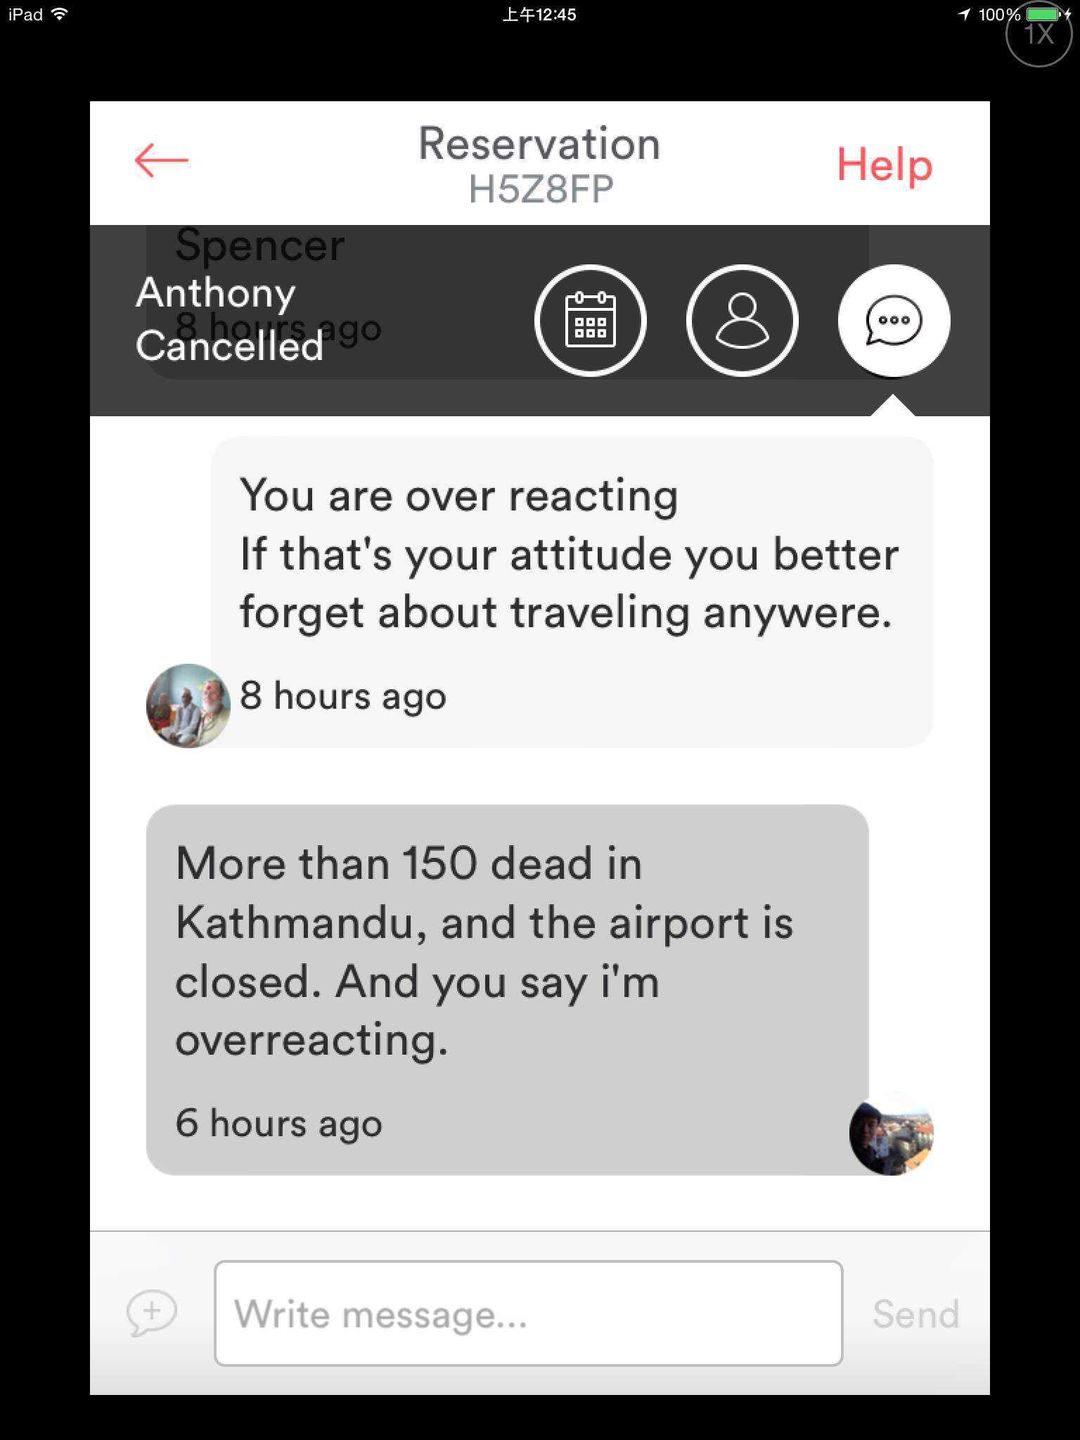 iPad 上午12:45 100%
1X
Reservation
H5Z8FP
Help
Spencer
Anthony
8 hours ago
Cancelled
You are over reacting
If that's your attitude you better
forget about traveling anywere.
8 hours ago
More than 150 dead in
Kathmandu, and the airport is
closed. And you say i'm
overreacting.
6 hours ago
Write message...
Send